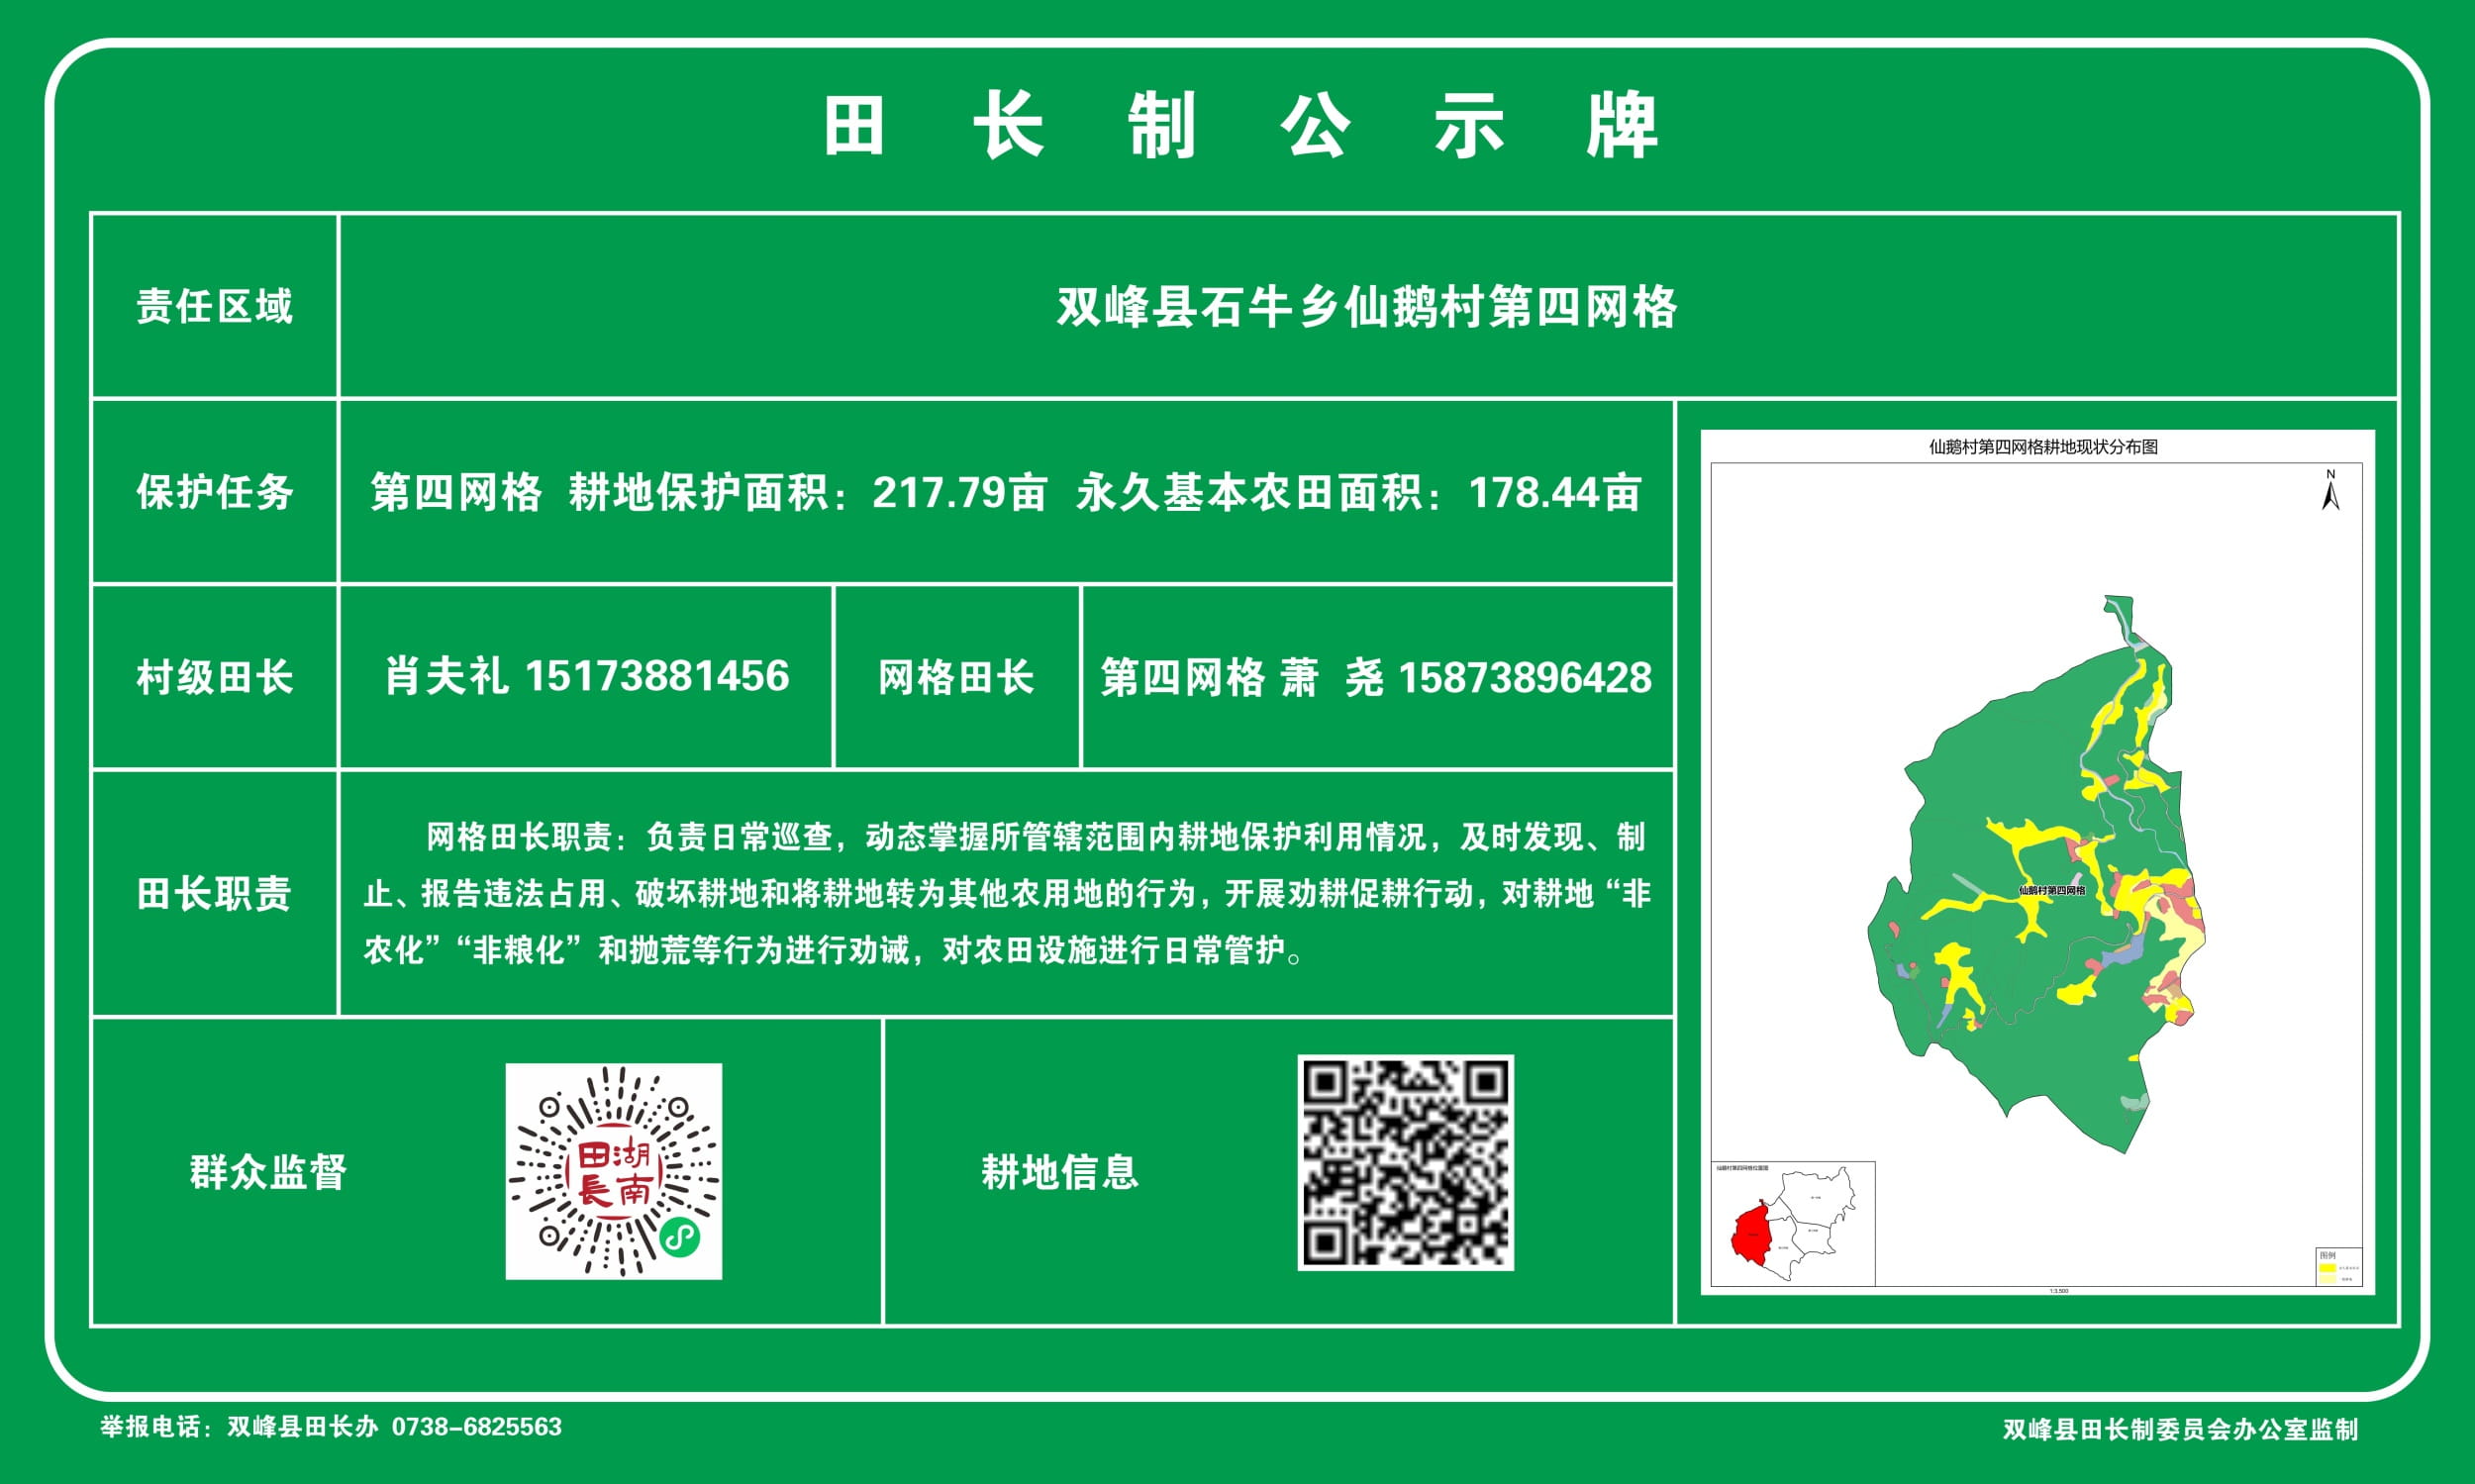 田长制公示牌
责任区域
双峰县石牛乡仙鹅村第四网格
保护任务
第四网格 耕地保护面积：217.79亩 永久基本农田面积：178.44亩
村级田长
肖夫礼 15173881456
网格田长
第四网格 萧 尧 15873896428
田长职责
网格田长职责：负责日常巡查，动态掌握所管辖范围内耕地保护利用情况，及时发现、制
止、报告违法占用、破坏耕地和将耕地转为其他农用地的行为，开展劝耕促耕行动，对耕地“非
农化”“非粮化”和抛荒等行为进行劝诫，对农田设施进行日常管护。
群众监督
湖南
田長
耕地信息
仙鹅村第四网格耕地现状分布图
N
仙鹅村第四网格
仙鹅村第四网格位置图
图例
1:3,500
举报电话：双峰县田长办 0738-6825563
双峰县田长制委员会办公室监制